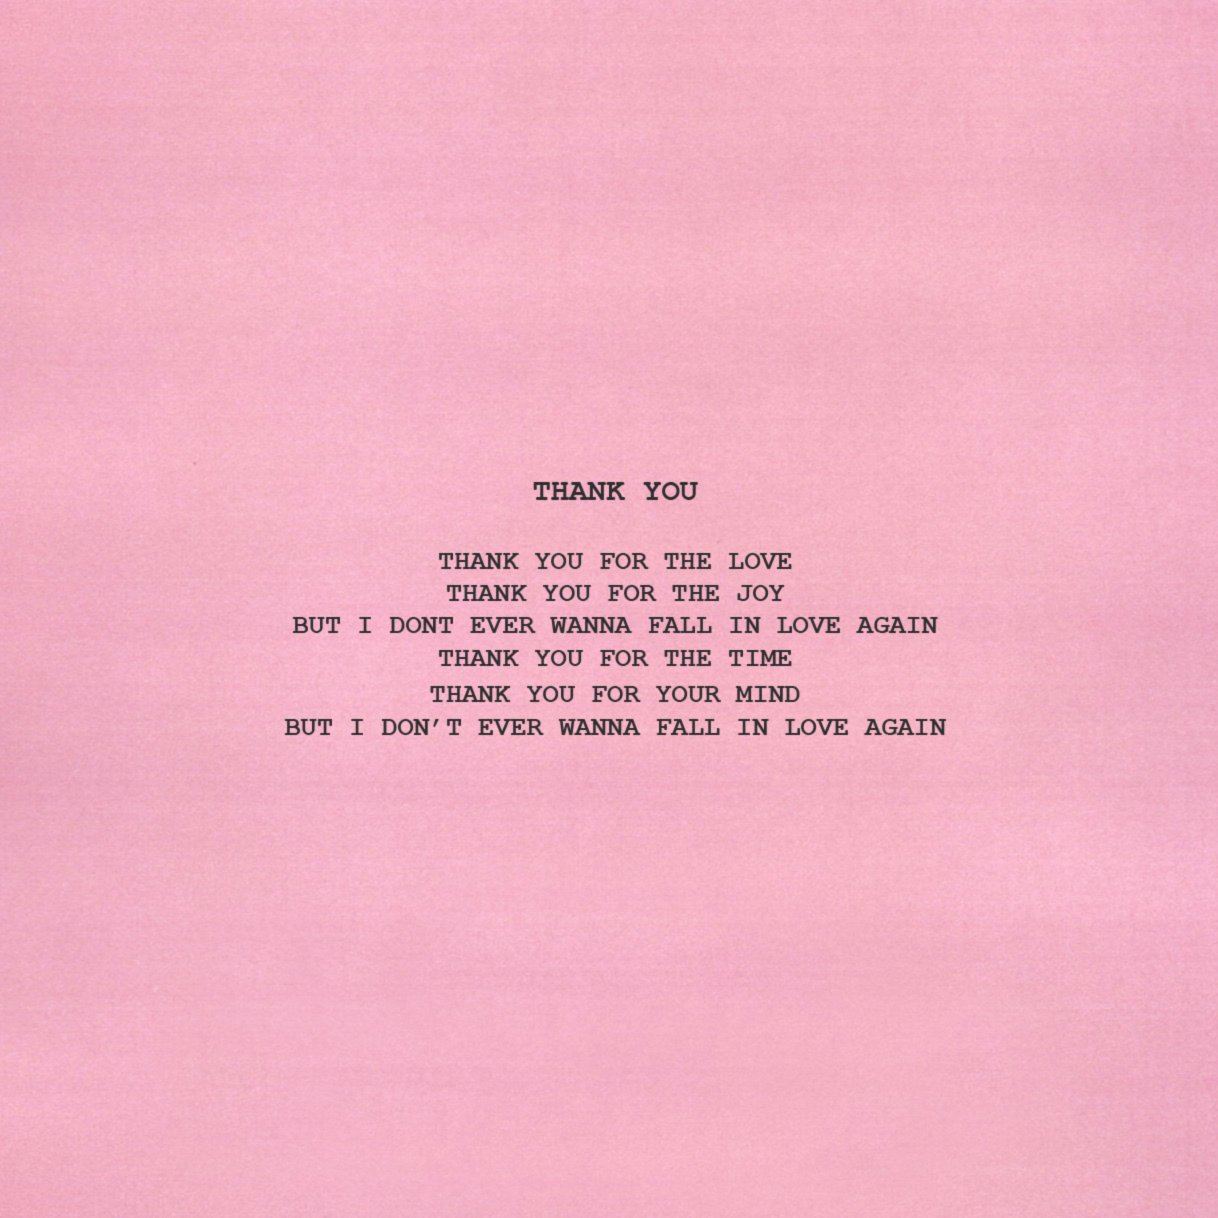 THANK YOU
THANK YOU FOR THE LOVE
THANK YOU FOR THE JOY
BUT I DONT EVER WANNA FALL IN LOVE AGAIN
THANK YOU FOR THE TIME
THANK YOU FOR YOUR MIND
BUT I DON’T EVER WANNA FALL IN LOVE AGAIN